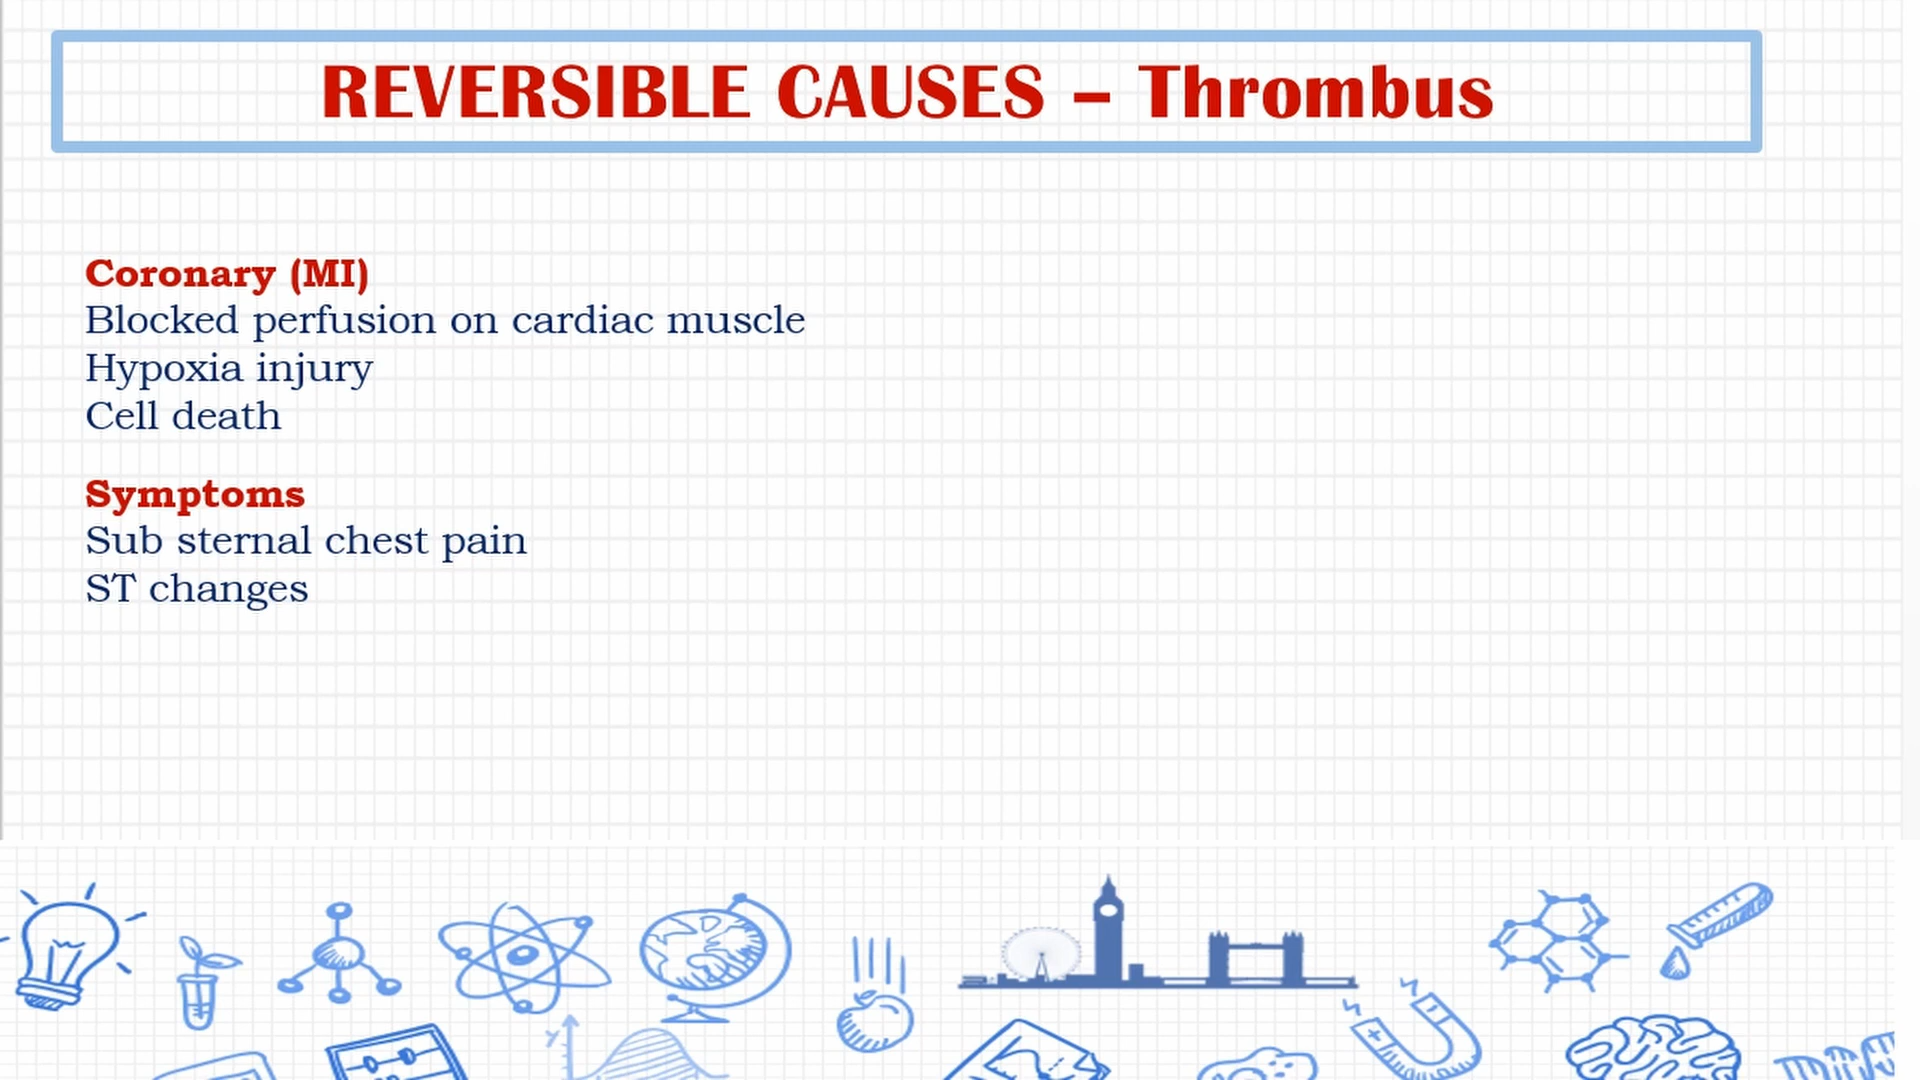 REVERSIBLE CAUSES – Thrombus
Coronary (MI)
Blocked perfusion on cardiac muscle
Hypoxia injury
Cell death
Symptoms
Sub sternal chest pain
ST changes
y